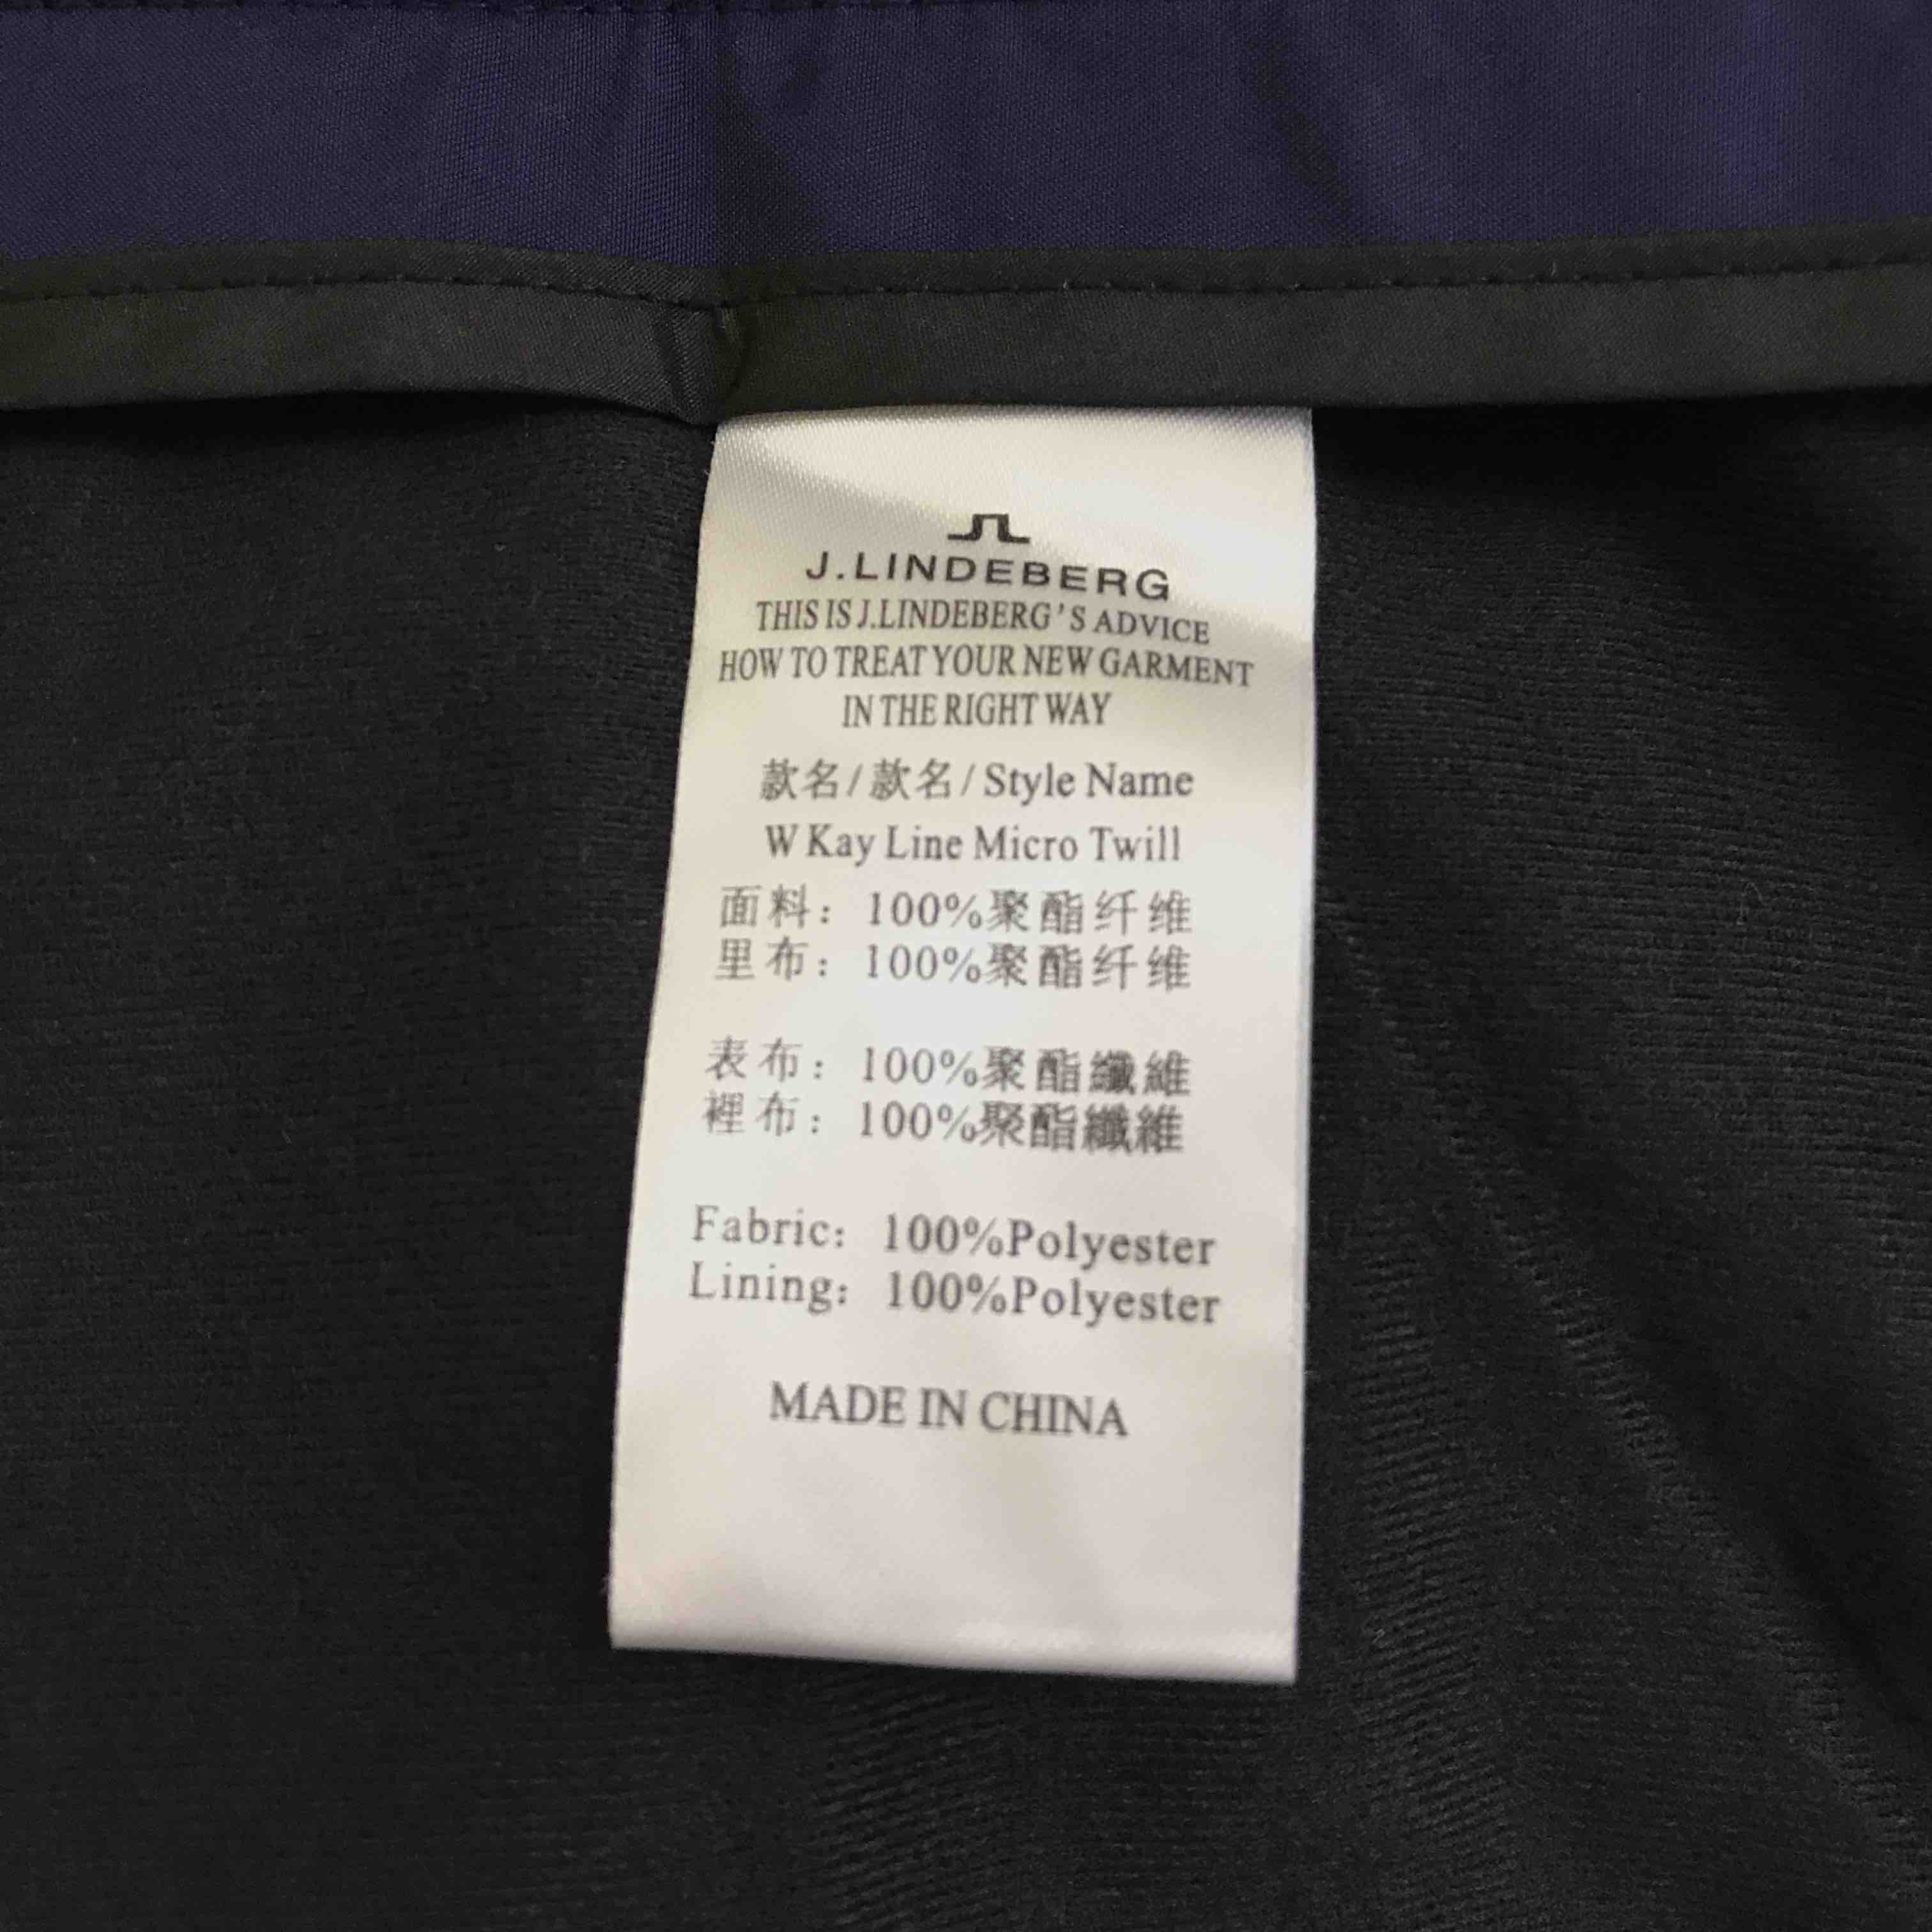 J.LINDEBERG
THIS IS J.LINDEBERG'S ADVICE
HOW TO TREAT YOUR NEW GARMENT
IN THE RIGHT WAY
款名/款名/Style Name
W Kay Line Micro Twill
面料: 100%聚酯纤维
里布: 100%聚酯纤维
表布: 100%聚酯纖維
裡布: 100%聚酯纖維
Fabric: 100%Polyester
Lining: 100%Polyester
MADE IN CHINA